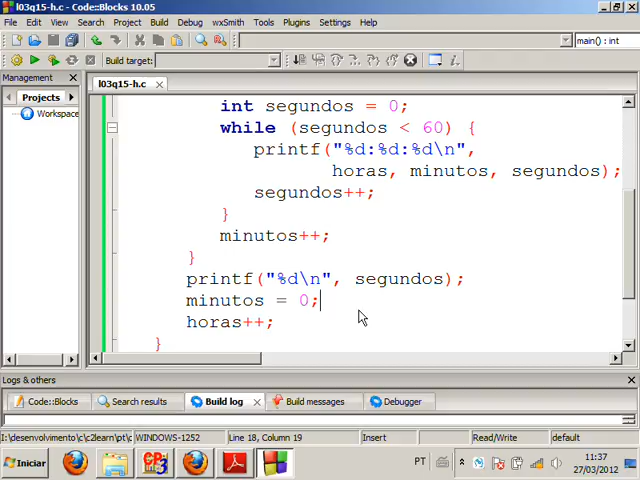 l03q15-h.c - Code::Blocks 10.05
File Edit View Search Project Build Debug wxSmith Tools Plugins Settings Help
main() : int
Build target:
Management
Projects
Workspace
l03q15-h.c
int segundos = 0;
while (segundos < 60) {
printf("%d:%d:%d\n",
horas, minutos, segundos);
segundos++;
}
minutos++;
}
printf("%d\n", segundos);
minutos = 0;
horas++;
}
Logs & others
Code::Blocks Search results Build log Build messages Debugger
I:\desenvolvimento\c\c2learn\pt\c WINDOWS-1252 Line 18, Column 19 Insert Read/Write default
Iniciar PT 11:37
27/03/2012